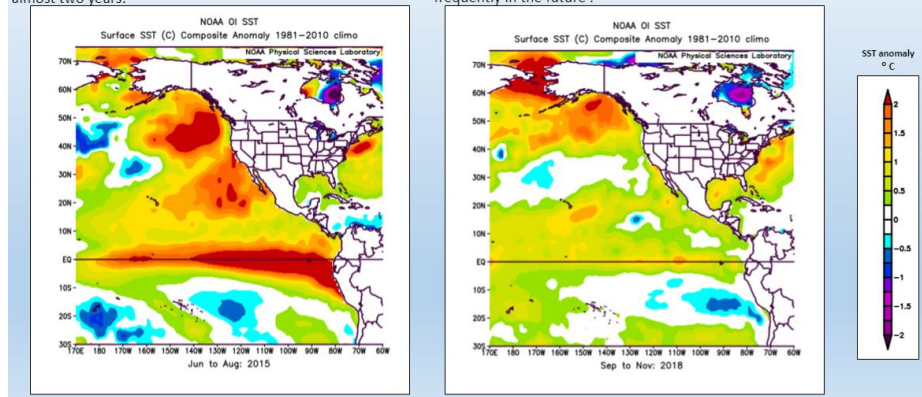 almost two years.
frequently in the future .
NOAA OI SST
Surface SST (C) Composite Anomaly 1981-2010 climo
NOAA Physical Sciences Laboratory
70N
60N
50N
40N
30N
20N
10N
EQ
10S
20S
30S
170E 180 170W 160W 150W 140W 130W 120W 110W 100W 90W 80W 70W 60W
Jun to Aug: 2015
NOAA OI SST
Surface SST (C) Composite Anomaly 1981-2010 climo
NOAA Physical Sciences Laboratory
70N
60N
50N
40N
30N
20N
10N
EQ
10S
20S
30S
170E 180 170W 160W 150W 140W 130W 120W 110W 100W 90W 80W 70W 60W
Sep to Nov: 2018
SST anomaly
° C
2
1.5
1
0.5
0
-0.5
-1
-1.5
-2